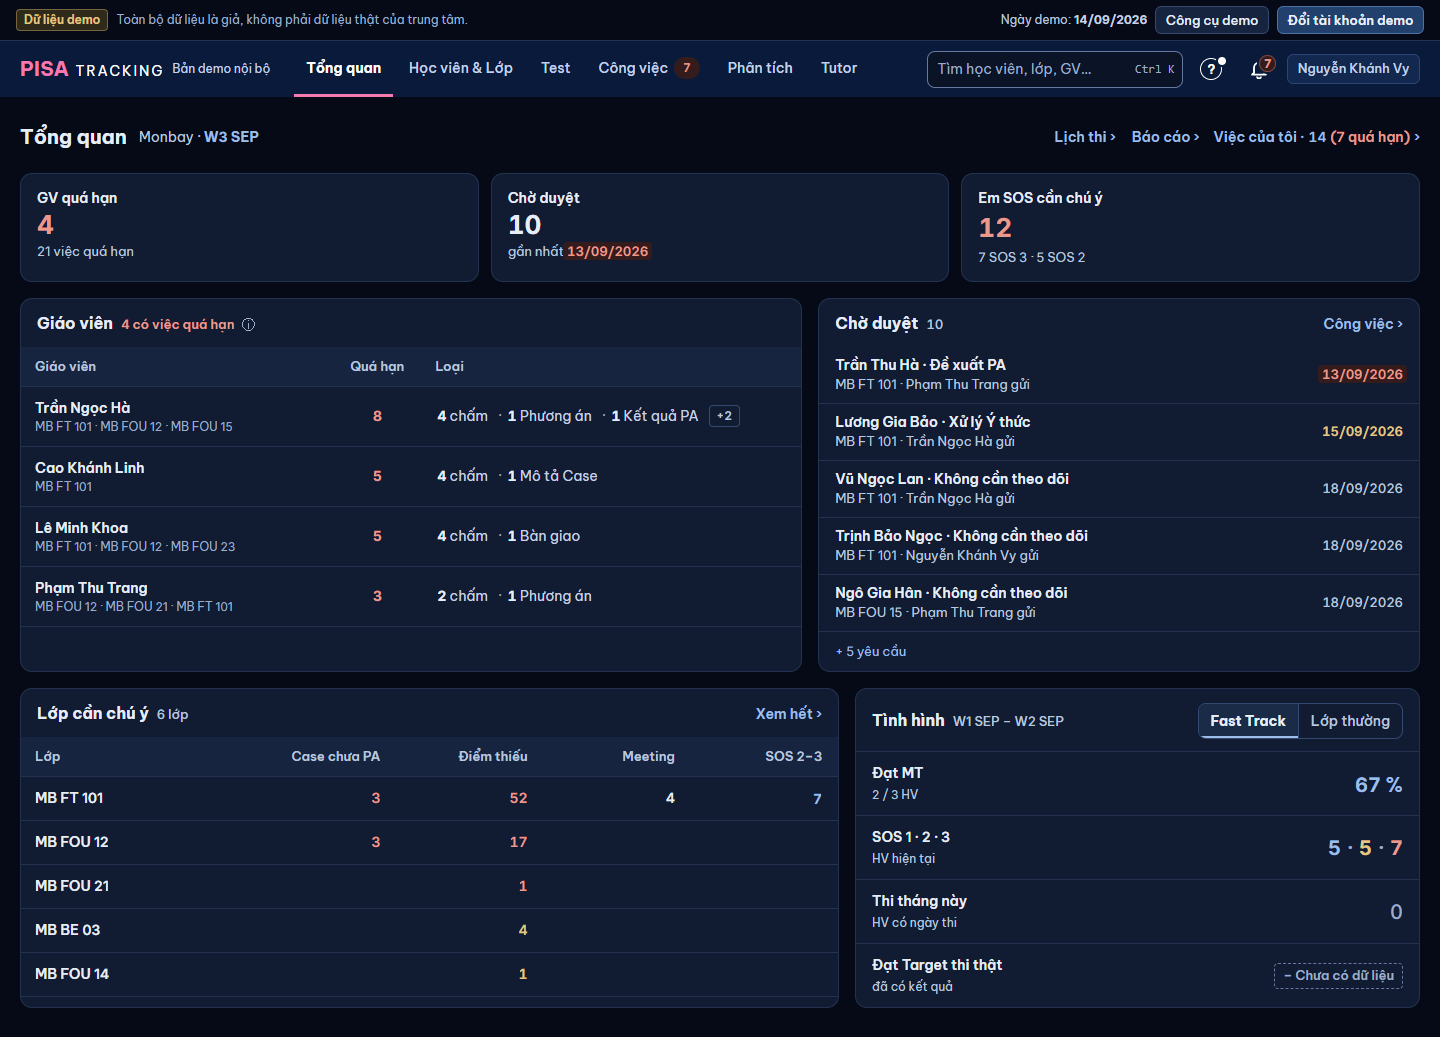 Dữ liệu demo Toàn bộ dữ liệu là giả, không phải dữ liệu thật của trung tâm. Ngày demo: 14/09/2026 Công cụ demo Đổi tài khoản demo
PISA TRACKING Bản demo nội bộ Tổng quan Học viên & Lớp Test Công việc 7 Phân tích Tutor Tìm học viên, lớp, GV... Ctrl K ? 7 Nguyễn Khánh Vy
Tổng quan Monbay · W3 SEP Lịch thi › Báo cáo › Việc của tôi · 14 (7 quá hạn) ›
GV quá hạn
4
21 việc quá hạn
Chờ duyệt
10
gần nhất 13/09/2026
Em SOS cần chú ý
12
7 SOS 3 · 5 SOS 2
Giáo viên 4 có việc quá hạn ⓘ
Giáo viên Quá hạn Loại
Trần Ngọc Hà
MB FT 101 · MB FOU 12 · MB FOU 15
8 4 chấm · 1 Phương án · 1 Kết quả PA +2
Cao Khánh Linh
MB FT 101
5 4 chấm · 1 Mô tả Case
Lê Minh Khoa
MB FT 101 · MB FOU 12 · MB FOU 23
5 4 chấm · 1 Bàn giao
Phạm Thu Trang
MB FOU 12 · MB FOU 21 · MB FT 101
3 2 chấm · 1 Phương án
Chờ duyệt 10 Công việc ›
Trần Thu Hà · Đề xuất PA
MB FT 101 · Phạm Thu Trang gửi
13/09/2026
Lương Gia Bảo · Xử lý Ý thức
MB FT 101 · Trần Ngọc Hà gửi
15/09/2026
Vũ Ngọc Lan · Không cần theo dõi
MB FT 101 · Trần Ngọc Hà gửi
18/09/2026
Trịnh Bảo Ngọc · Không cần theo dõi
MB FT 101 · Nguyễn Khánh Vy gửi
18/09/2026
Ngô Gia Hân · Không cần theo dõi
MB FOU 15 · Phạm Thu Trang gửi
18/09/2026
+ 5 yêu cầu
Lớp cần chú ý 6 lớp Xem hết ›
Lớp Case chưa PA Điểm thiếu Meeting SOS 2–3
MB FT 101 3 52 4 7
MB FOU 12 3 17
MB FOU 21 1
MB BE 03 4
MB FOU 14 1
Tình hình W1 SEP – W2 SEP Fast Track Lớp thường
Đạt MT
2 / 3 HV
67 %
SOS 1 · 2 · 3
HV hiện tại
5 · 5 · 7
Thi tháng này
HV có ngày thi
0
Đạt Target thi thật
đã có kết quả
– Chưa có dữ liệu